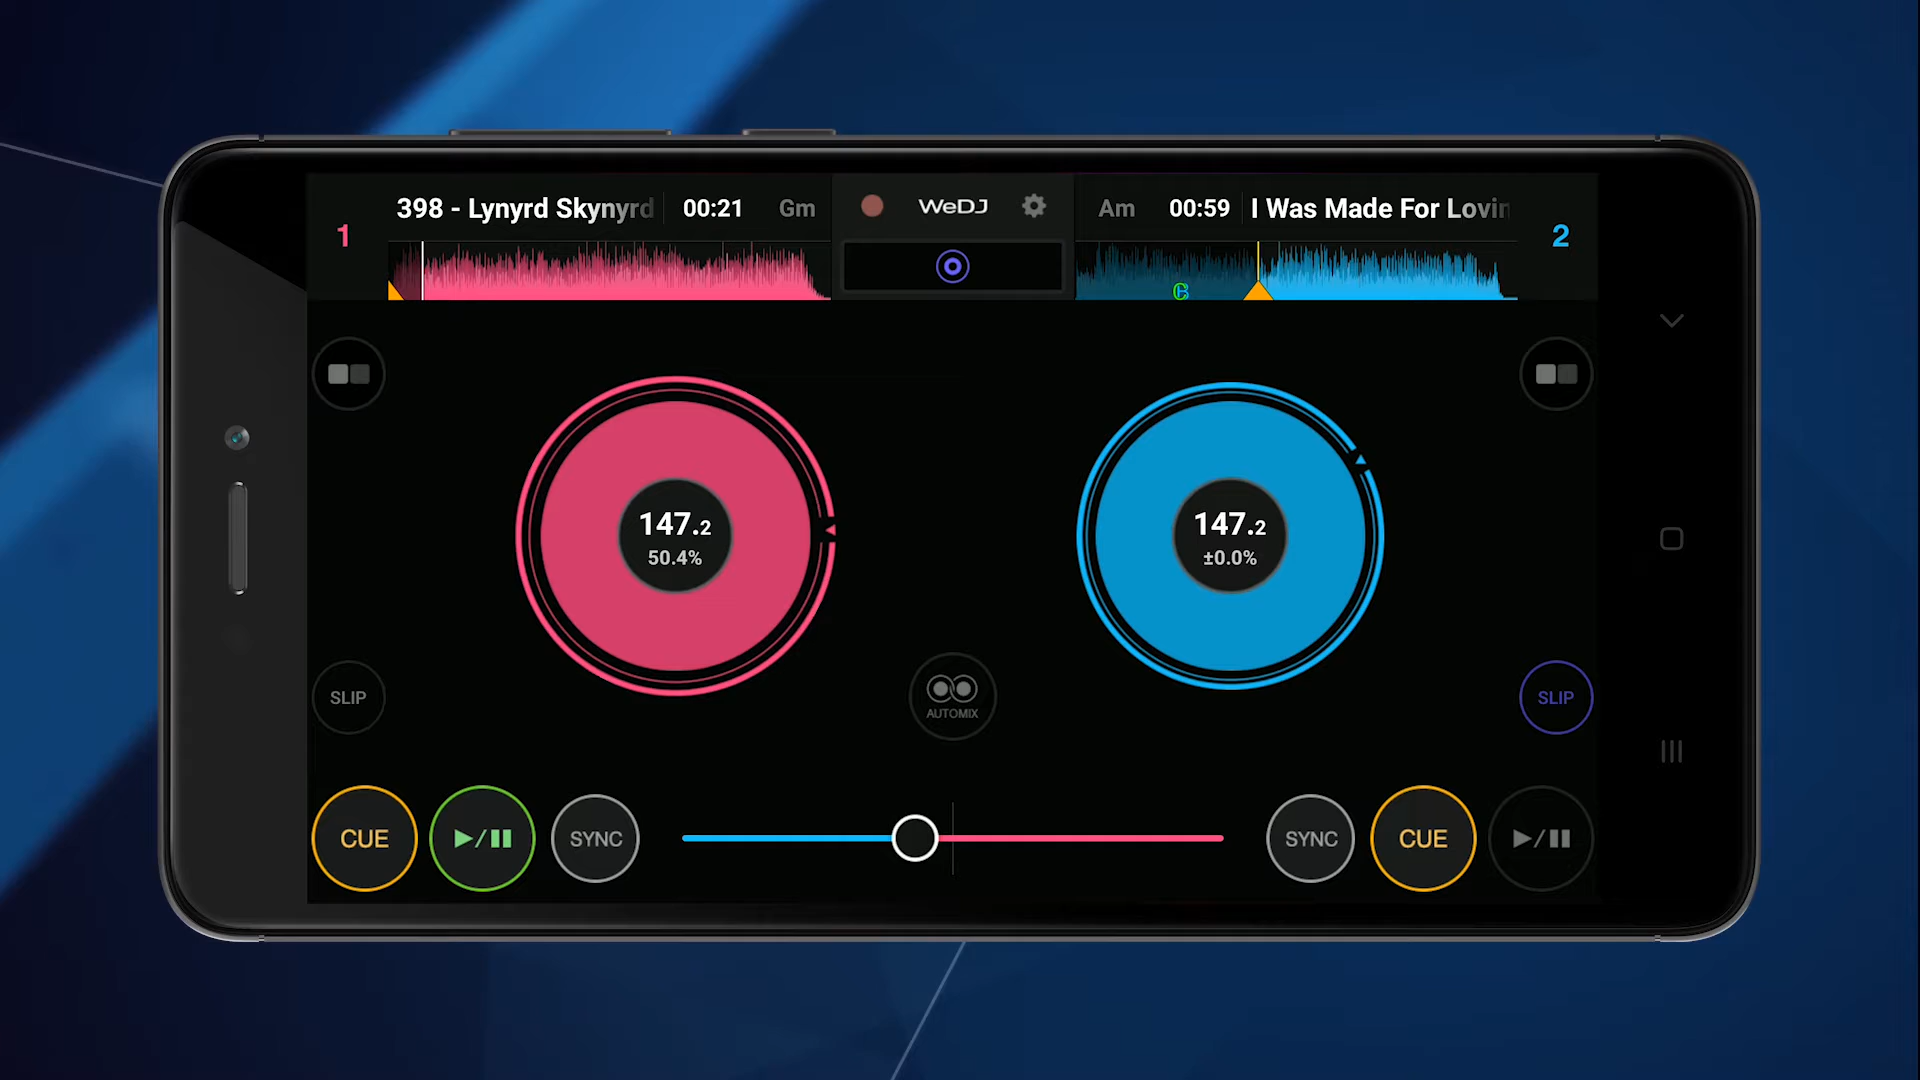 1
398 - Lynyrd Skynyrd
00:21
Gm
WeDJ
Am
00:59
I Was Made For Lovin
2
C
147.2
50.4%
147.2
±0.0%
SLIP
AUTOMIX
SLIP
CUE
SYNC
SYNC
CUE